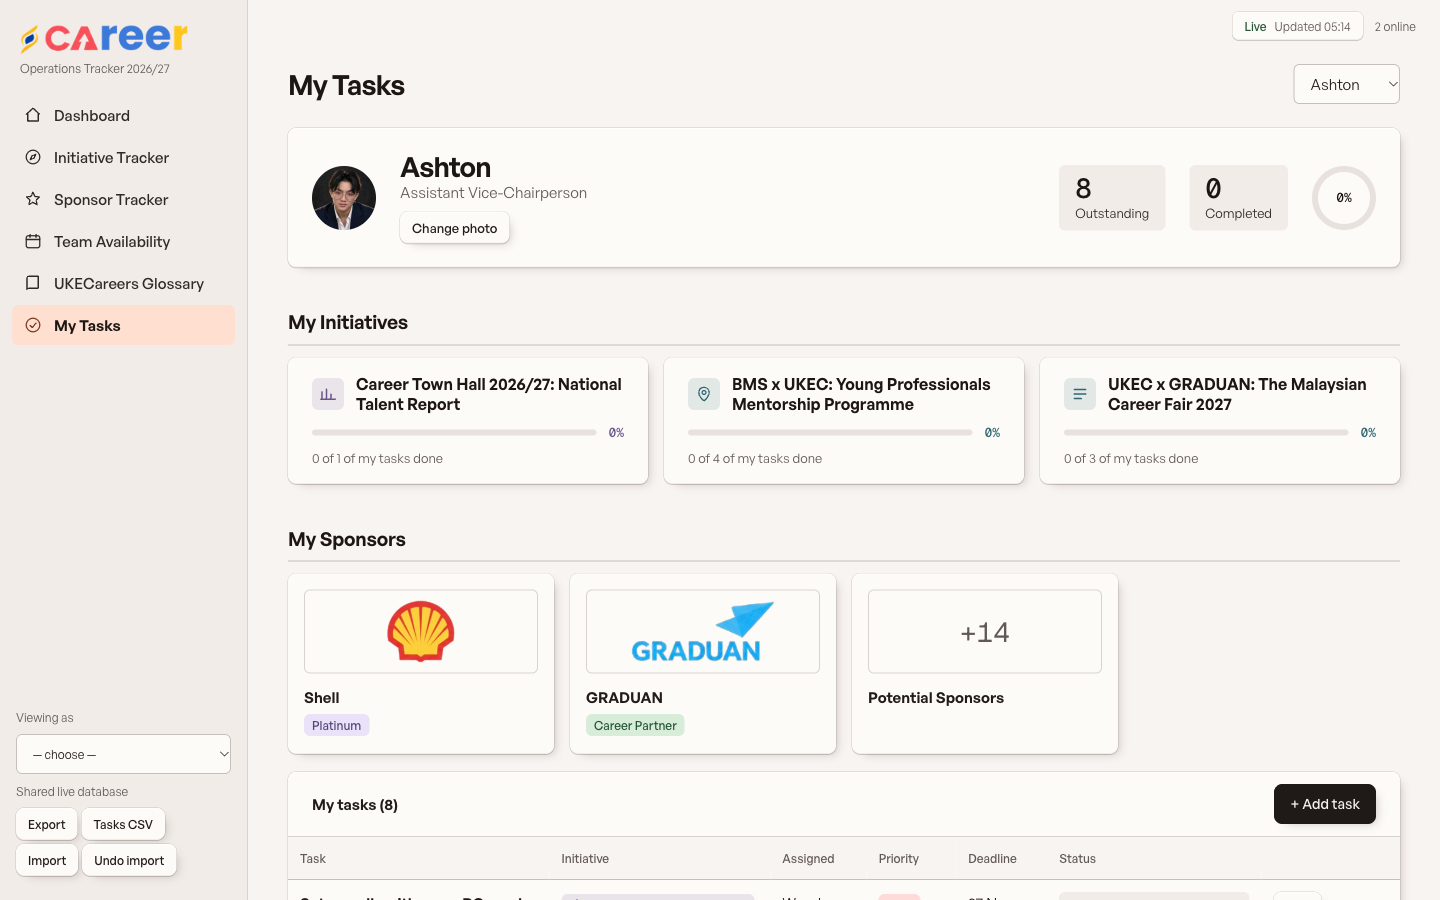 career
Operations Tracker 2026/27
Dashboard
Initiative Tracker
Sponsor Tracker
Team Availability
UKECareers Glossary
My Tasks
Viewing as
— choose —
Shared live database
Export
Tasks CSV
Import
Undo import
Live Updated 05:14
2 online
My Tasks
Ashton
Ashton
Assistant Vice-Chairperson
Change photo
8
Outstanding
0
Completed
0%
My Initiatives
Career Town Hall 2026/27: National
Talent Report
0%
0 of 1 of my tasks done
BMS x UKEC: Young Professionals
Mentorship Programme
0%
0 of 4 of my tasks done
UKEC x GRADUAN: The Malaysian
Career Fair 2027
0%
0 of 3 of my tasks done
My Sponsors
Shell
Platinum
GRADUAN
GRADUAN
Career Partner
+14
Potential Sponsors
My tasks (8)
+ Add task
Task Initiative Assigned Priority Deadline Status